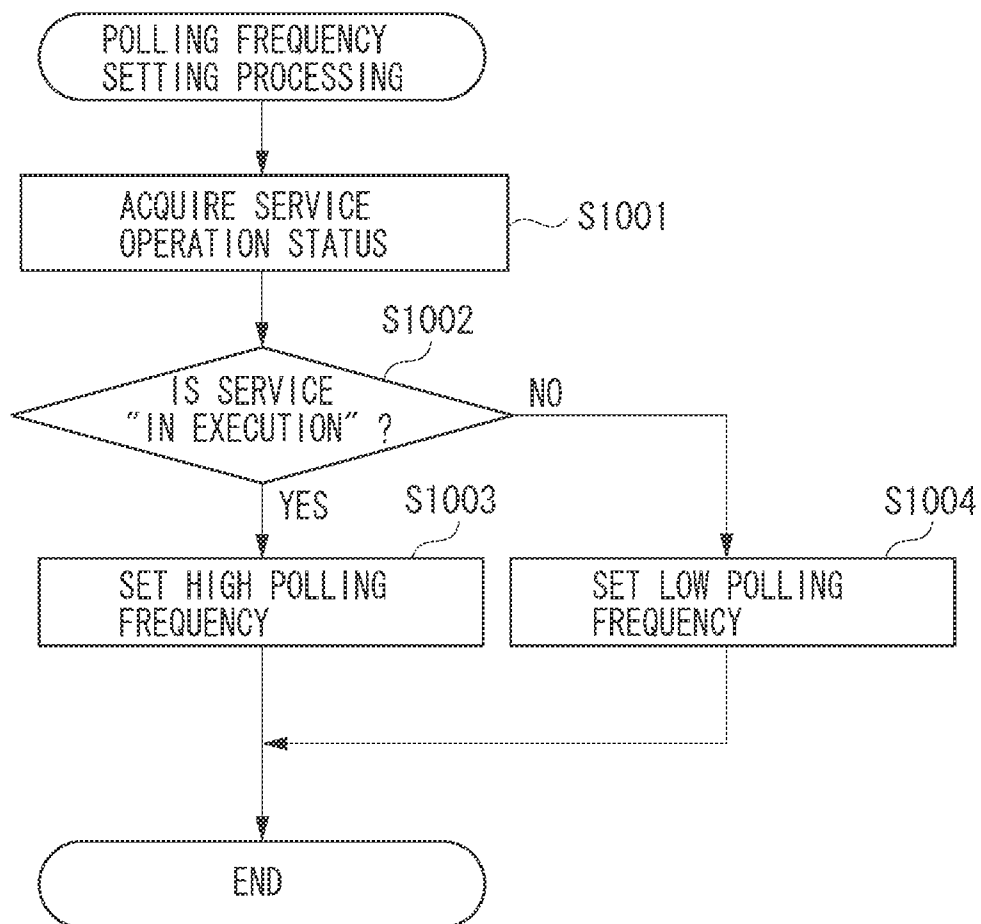 POLLING FREQUENCY
SETTING PROCESSING
ACQUIRE SERVICE
OPERATION STATUS
S1001
S1002
IS SERVICE
"IN EXECUTION" ?
NO
YES
S1003
S1004
SET HIGH POLLING
FREQUENCY
SET LOW POLLING
FREQUENCY
END